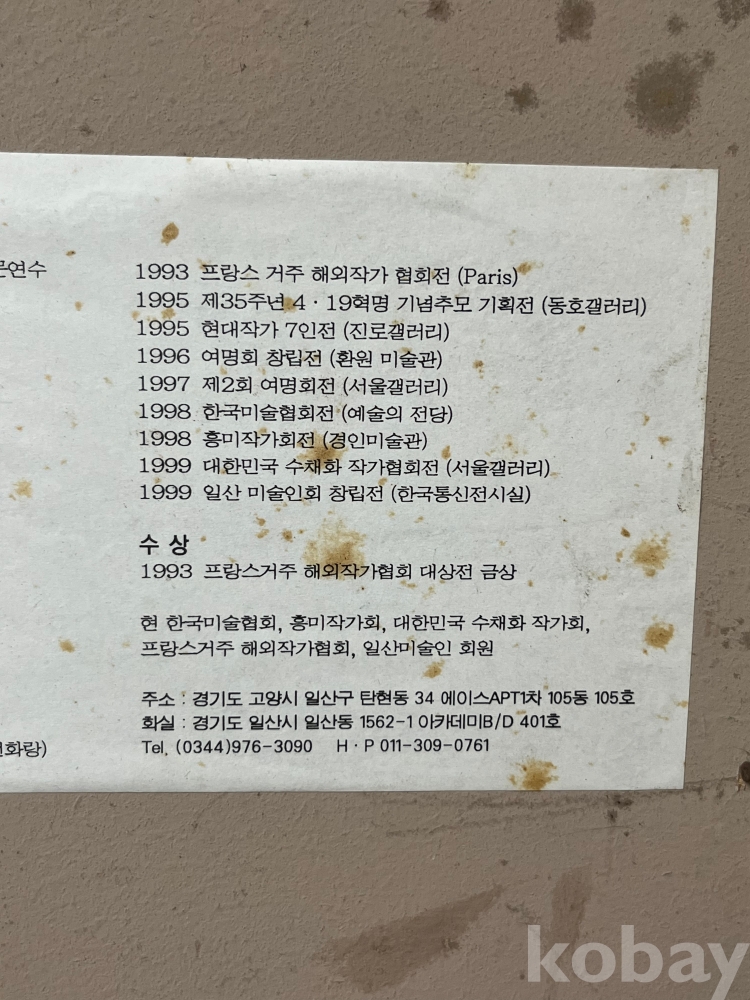 문연수
1993 프랑스 거주 해외작가 협회전 (Paris)
1995 제35주년 4 · 19혁명 기념추모 기획전 (동호갤러리)
1995 현대작가 7인전 (진로갤러리)
1996 여명회 창립전 (환원 미술관)
1997 제2회 여명회전 (서울갤러리)
1998 한국미술협회전 (예술의 전당)
1998 흥미작가회전 (경인미술관)
1999 대한민국 수채화 작가협회전 (서울갤러리)
1999 일산 미술인회 창립전 (한국통신전시실)
수 상
1993 프랑스거주 해외작가협회 대상전 금상
현 한국미술협회, 흥미작가회, 대한민국 수채화 작가회,
프랑스거주 해외작가협회, 일산미술인 회원
주소 : 경기도 고양시 일산구 탄현동 34 에이스APT1차 105동 105호
화실 : 경기도 일산시 일산동 1562-1 아카데미B/D 401호
화랑)
Tel. (0344)976-3090 H · P 011-309-0761
kobay